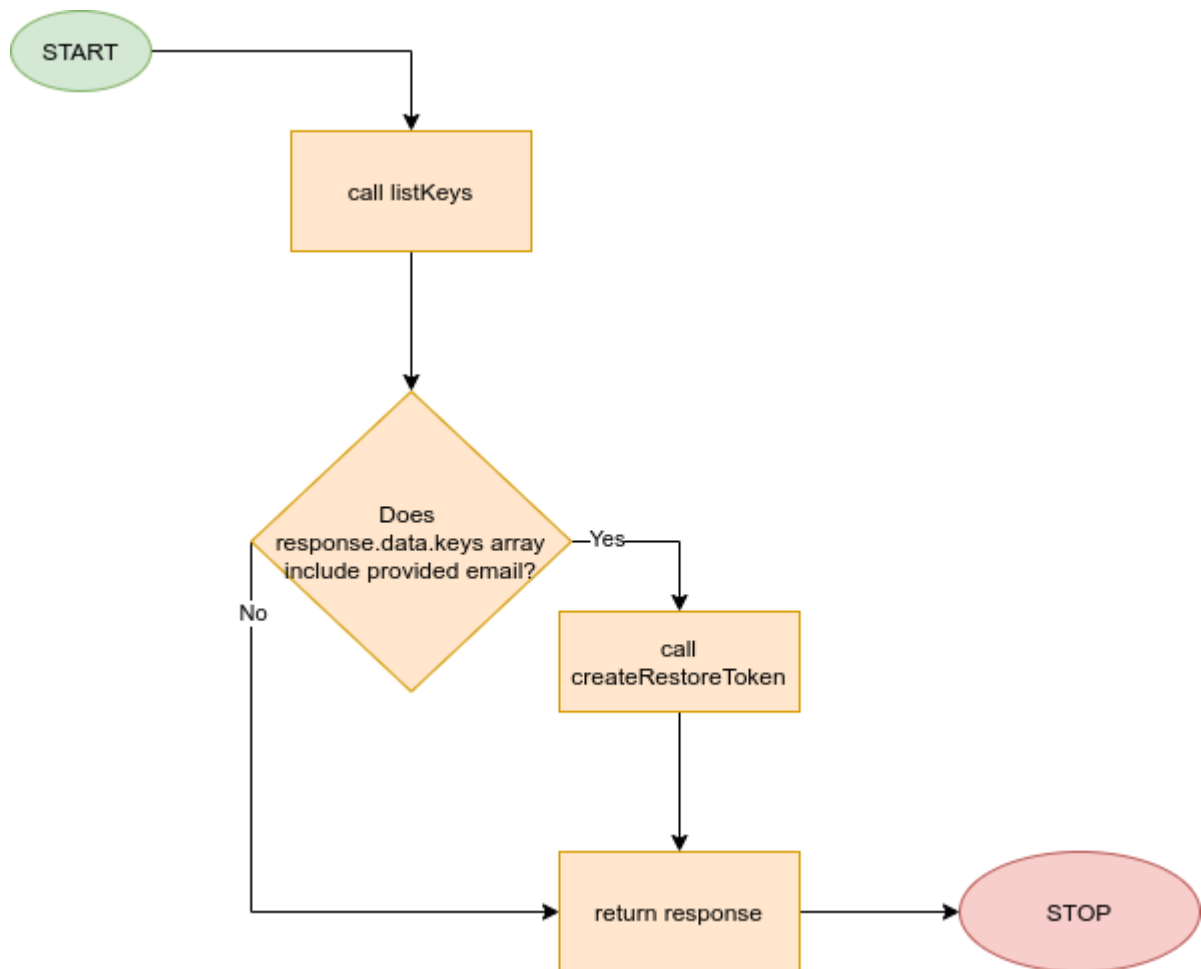 START
call listKeys
Does
response.data.keys array
include provided email?
Yes
No
call
createRestoreToken
return response
STOP